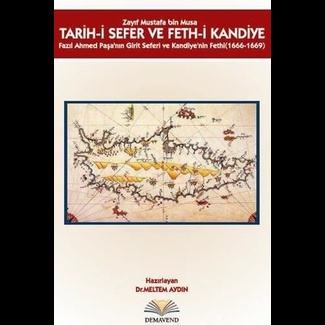 Zayıf Mustafa bin Musa
TARİH-İ SEFER VE FETH-İ KANDİYE
Fazıl Ahmed Paşa'nın Girit Seferi ve Kandiye'nin Fethi(1666-1669)
Hazırlayan
Dr.MELTEM AYDIN
DEMAVEND